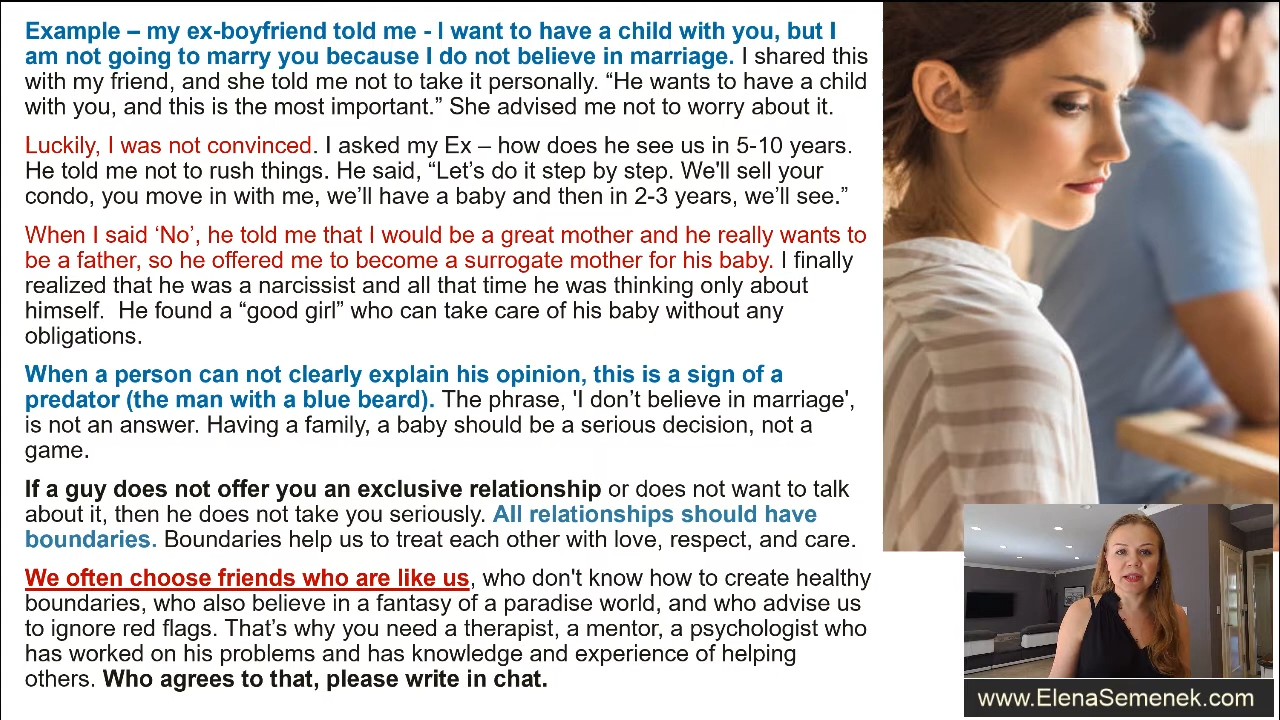 Example – my ex-boyfriend told me - I want to have a child with you, but I
am not going to marry you because I do not believe in marriage. I shared this
with my friend, and she told me not to take it personally. “He wants to have a child
with you, and this is the most important.” She advised me not to worry about it.
Luckily, I was not convinced. I asked my Ex – how does he see us in 5-10 years.
He told me not to rush things. He said, “Let’s do it step by step. We'll sell your
condo, you move in with me, we’ll have a baby and then in 2-3 years, we’ll see.”
When I said ‘No’, he told me that I would be a great mother and he really wants to
be a father, so he offered me to become a surrogate mother for his baby. I finally
realized that he was a narcissist and all that time he was thinking only about
himself.  He found a “good girl” who can take care of his baby without any
obligations.
When a person can not clearly explain his opinion, this is a sign of a
predator (the man with a blue beard). The phrase, 'I don’t believe in marriage',
is not an answer. Having a family, a baby should be a serious decision, not a
game.
If a guy does not offer you an exclusive relationship or does not want to talk
about it, then he does not take you seriously. All relationships should have
boundaries. Boundaries help us to treat each other with love, respect, and care.
We often choose friends who are like us, who don't know how to create healthy
boundaries, who also believe in a fantasy of a paradise world, and who advise us
to ignore red flags. That’s why you need a therapist, a mentor, a psychologist who
has worked on his problems and has knowledge and experience of helping
others. Who agrees to that, please write in chat.
www.ElenaSemenek.com